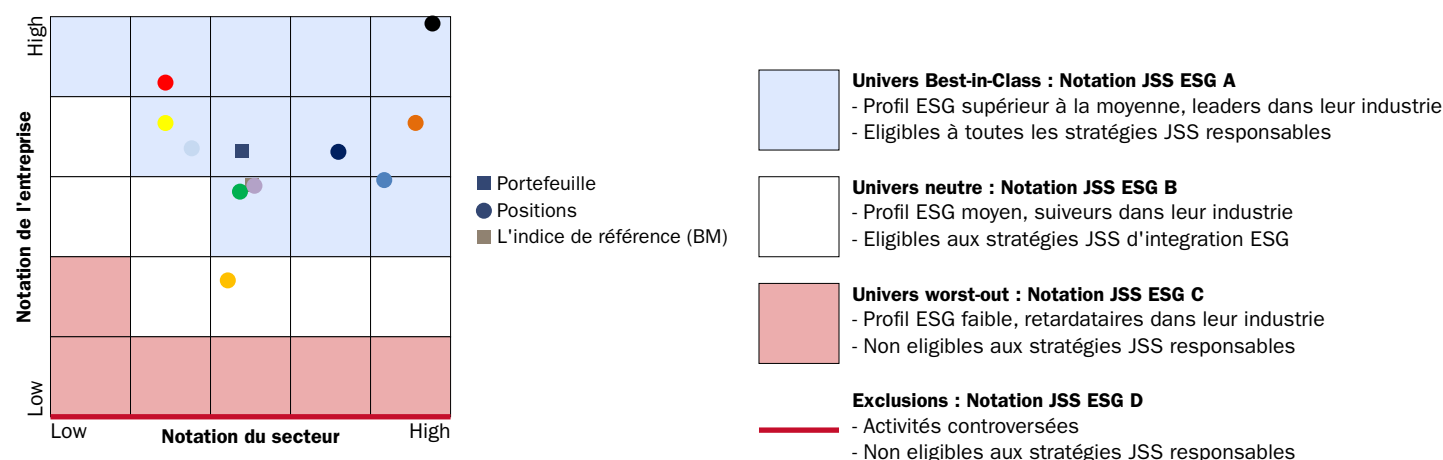 High
Notation de l'entreprise
Low
Low
Notation du secteur
High
Portefeuille
Positions
L'indice de référence (BM)
Univers Best-in-Class : Notation JSS ESG A
- Profil ESG supérieur à la moyenne, leaders dans leur industrie
- Eligibles à toutes les stratégies JSS responsables
Univers neutre : Notation JSS ESG B
- Profil ESG moyen, suiveurs dans leur industrie
- Eligibles aux stratégies JSS d'integration ESG
Univers worst-out : Notation JSS ESG C
- Profil ESG faible, retardataires dans leur industrie
- Non eligibles aux stratégies JSS responsables
Exclusions : Notation JSS ESG D
- Activités controversées
- Non eligibles aux stratégies JSS responsables